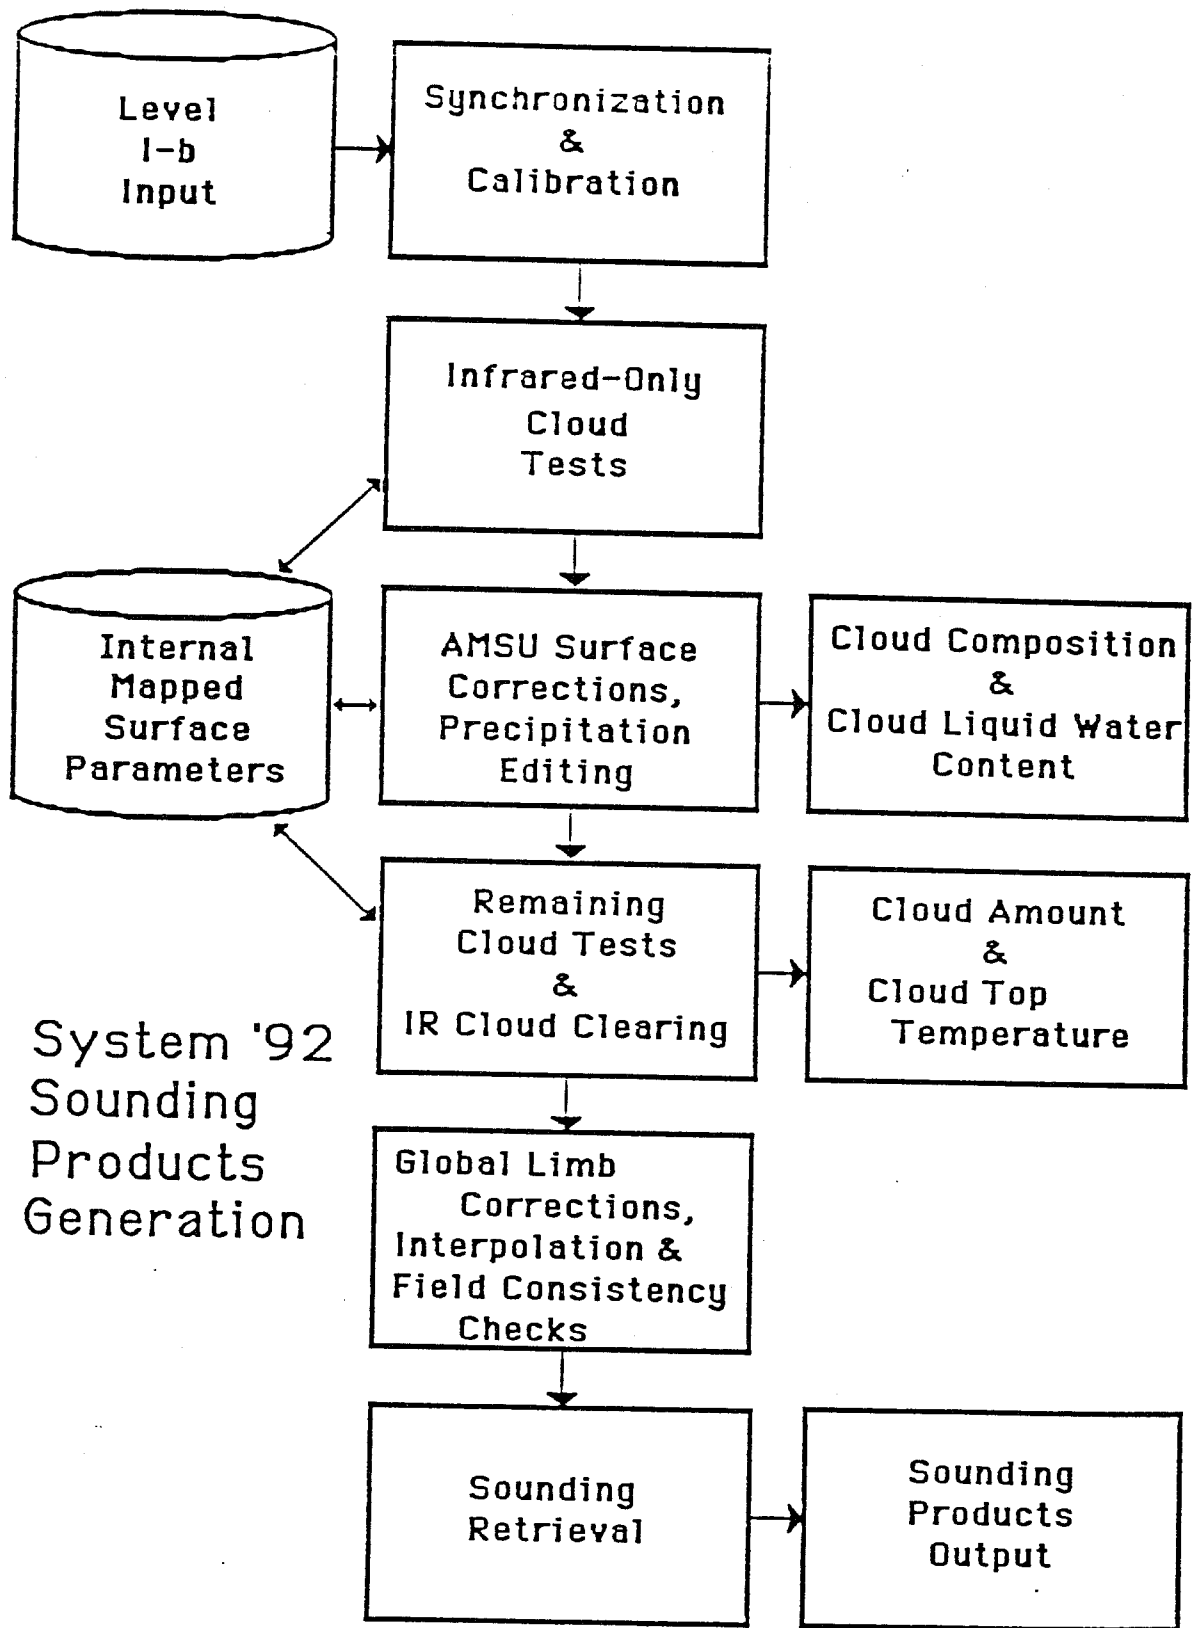 Level
I-b
Input
Synchronization
&
Calibration
Infrared-Only
Cloud
Tests
Internal
Mapped
Surface
Parameters
AMSU Surface
Corrections,
Precipitation
Editing
Cloud Composition
&
Cloud Liquid Water
Content
Remaining
Cloud Tests
&
IR Cloud Clearing
Cloud Amount
&
Cloud Top
Temperature
System '92
Sounding
Products
Generation
Global Limb
Corrections,
Interpolation &
Field Consistency
Checks
Sounding
Retrieval
Sounding
Products
Output